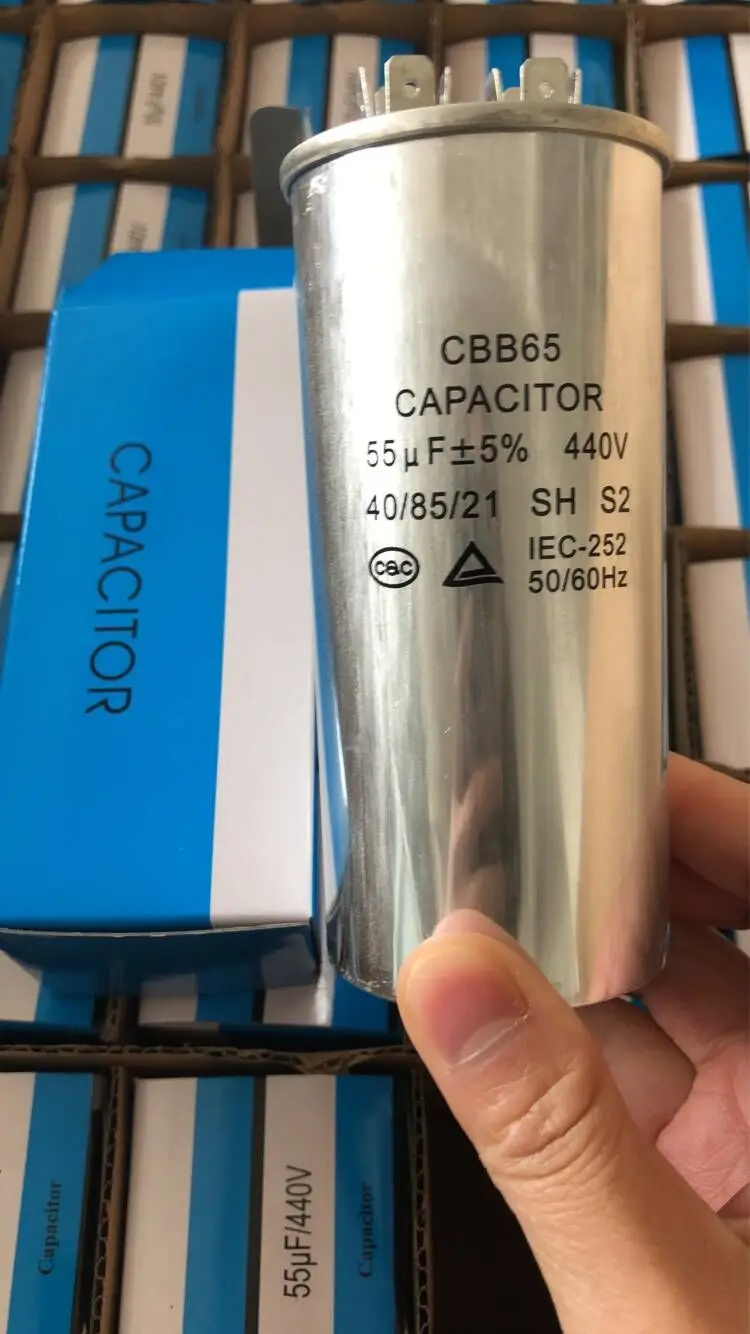 CBB65
CAPACITOR
55μF±5% 440V
40/85/21 SH S2
IEC-252
50/60Hz
CAPACITOR
Capacitor
55μF/440V
Capacitor